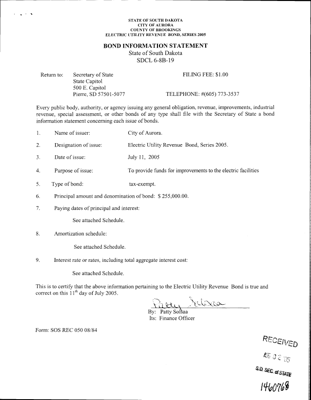 STATE OF SOUTH DAKOTA
CITY OF AURORA
COUNTY OF BROOKINGS
ELECTRIC UTILITY REVENUE BOND, SERIES 2005
BOND INFORMATION STATEMENT
State of South Dakota
SDCL 6-8B-19
Return to: Secretary of State FILING FEE: $1.00
State Capitol
500 E. Capitol
Pierre, SD 57501-5077 TELEPHONE: #(605) 773-3537
Every public body, authority, or agency issuing any general obligation, revenue, improvements, industrial
revenue, special assessment, or other bonds of any type shall file with the Secretary of State a bond
information statement concerning each issue of bonds.
1. Name of issuer: City of Aurora.
2. Designation of issue: Electric Utility Revenue Bond, Series 2005.
3. Date of issue: July 11, 2005
4. Purpose of issue: To provide funds for improvements to the electric facilities
5. Type of bond: tax-exempt.
6. Principal amount and denomination of bond: $ 255,000.00.
7. Paying dates of principal and interest:
See attached Schedule.
8. Amortization schedule:
See attached Schedule.
9. Interest rate or rates, including total aggregate interest cost:
See attached Schedule.
This is to certify that the above information pertaining to the Electric Utility Revenue Bond is true and
correct on this 11th day of July 2005.
By: Patty
Its: Finance Officer
Form: SOS REC 050 08/84
RECEIVED
S.D. SEC. of STATE
1460768